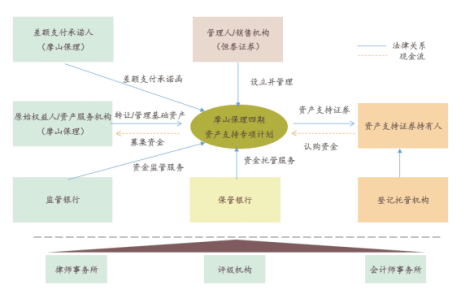 差额支付承诺人
（摩山保理）
管理人/销售机构
（恒泰证券）
法律关系
现金流
差额支付承诺函
设立并管理
原始权益人/资产服务机构
（摩山保理）
转让/管理基础资产
募集资金
摩山保理四期
资产支持专项计划
资产支持证券
认购资金
资产支持证券持有人
资金监管服务
资金托管服务
监管银行
保管银行
登记托管机构
律师事务所
评级机构
会计师事务所